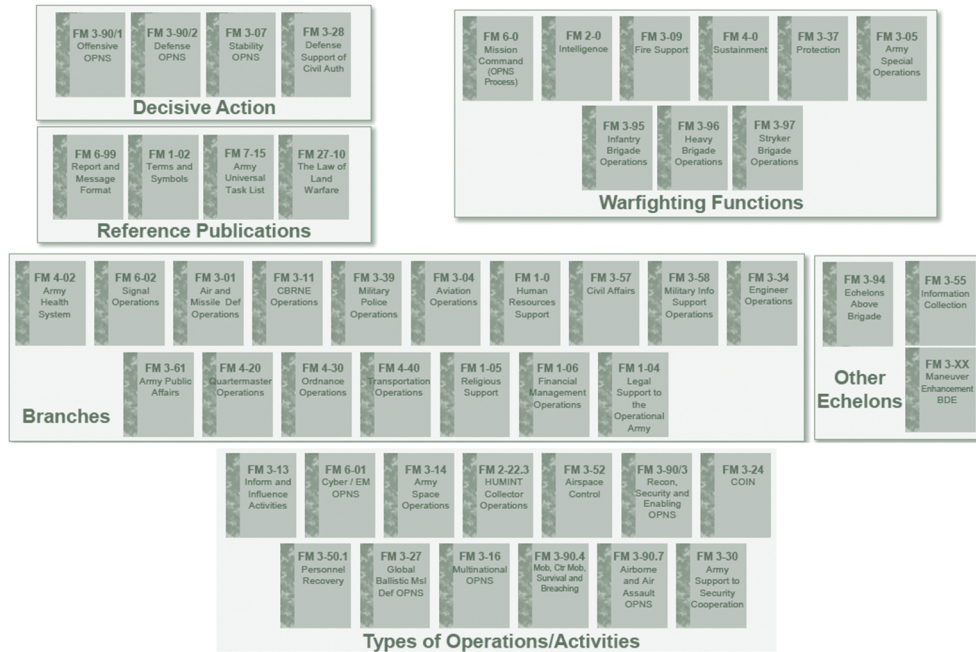 FM 3-90/1
Offensive
OPNS
FM 3-90/2
Defense
OPNS
FM 3-07
Stability
OPNS
FM 3-28
Defense
Support of
Civil Auth
Decisive Action
FM 6-99
Report and
Message
Format
FM 1-02
Terms and
Symbols
FM 7-15
Army
Universal
Task List
FM 27-10
The Law of
Land
Warfare
Reference Publications
FM 6-0
Mission
Command
(OPNS
Process)
FM 2-0
Intelligence
FM 3-09
Fire Support
FM 4-0
Sustainment
FM 3-37
Protection
FM 3-05
Army
Special
Operations
FM 3-95
Infantry
Brigade
Operations
FM 3-96
Heavy
Brigade
Operations
FM 3-97
Stryker
Brigade
Operations
Warfighting Functions
FM 4-02
Army
Health
System
FM 6-02
Signal
Operations
FM 3-01
Air and
Missile Def
Operations
FM 3-11
CBRNE
Operations
FM 3-39
Military
Police
Operations
FM 3-04
Aviation
Operations
FM 1-0
Human
Resources
Support
FM 3-57
Civil Affairs
FM 3-58
Military Info
Support
Operations
FM 3-34
Engineer
Operations
FM 3-61
Army Public
Affairs
FM 4-20
Quartermaster
Operations
FM 4-30
Ordnance
Operations
FM 4-40
Transportation
Operations
FM 1-05
Religious
Support
FM 1-06
Financial
Management
Operations
FM 1-04
Legal
Support to
the
Operational
Army
Branches
FM 3-94
Echelons
Above
Brigade
FM 3-55
Information
Collection
FM 3-XX
Maneuver
Enhancement
BDE
Other
Echelons
FM 3-13
Inform and
Influence
Activities
FM 6-01
Cyber / EM
OPNS
FM 3-14
Army
Space
Operations
FM 2-22.3
HUMINT
Collector
Operations
FM 3-52
Airspace
Control
FM 3-90/3
Recon,
Security and
Enabling
OPNS
FM 3-24
COIN
FM 3-50.1
Personnel
Recovery
FM 3-27
Global
Ballistic Msl
Def OPNS
FM 3-16
Multinational
OPNS
FM 3-90.4
Mob, Ctr Mob,
Survival and
Breaching
FM 3-90.7
Airborne
and Air
Assault
OPNS
FM 3-30
Army
Support to
Security
Cooperation
Types of Operations/Activities